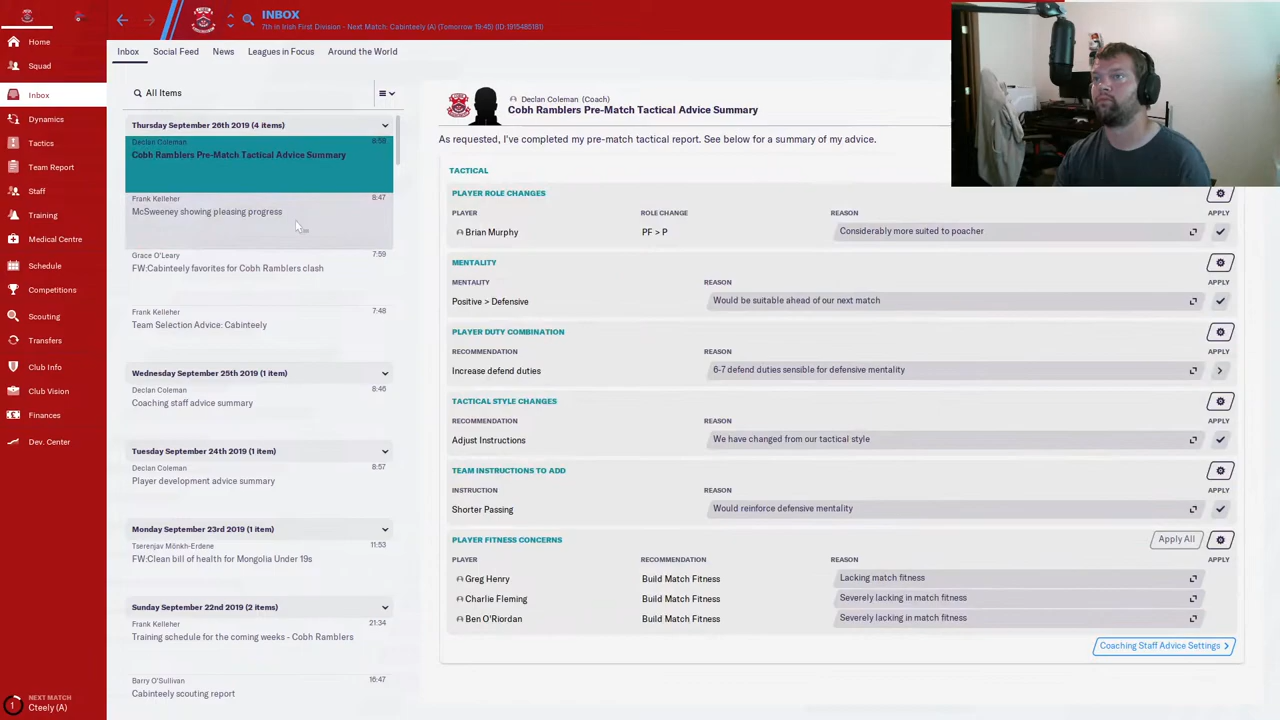 INBOX
7th in Irish First Division - Next Match: Cabinteely (A) (Tomorrow 19:45) (ID:1915485181)
Home
Squad
Inbox
Dynamics
Tactics
Team Report
Staff
Training
Medical Centre
Schedule
Competitions
Scouting
Transfers
Club Info
Club Vision
Finances
Dev. Center
1
NEXT MATCH
Cteely (A)
Inbox
Social Feed
News
Leagues in Focus
Around the World
All Items
Thursday September 26th 2019 (4 items)
Declan Coleman 8:58
Cobh Ramblers Pre-Match Tactical Advice Summary
Frank Kelleher 8:47
McSweeney showing pleasing progress
Grace O'Leary 7:59
FW:Cabinteely favorites for Cobh Ramblers clash
Frank Kelleher 7:48
Team Selection Advice: Cabinteely
Wednesday September 25th 2019 (1 item)
Declan Coleman 8:46
Coaching staff advice summary
Tuesday September 24th 2019 (1 item)
Declan Coleman 8:57
Player development advice summary
Monday September 23rd 2019 (1 item)
Tserenjav Mönkh-Erdene 11:53
FW:Clean bill of health for Mongolia Under 19s
Sunday September 22nd 2019 (2 items)
Frank Kelleher 21:34
Training schedule for the coming weeks - Cobh Ramblers
Barry O'Sullivan 16:47
Cabinteely scouting report
Declan Coleman (Coach)
Cobh Ramblers Pre-Match Tactical Advice Summary
As requested, I've completed my pre-match tactical report. See below for a summary of my advice.
TACTICAL
PLAYER ROLE CHANGES
PLAYER ROLE CHANGE REASON APPLY
Brian Murphy PF > P Considerably more suited to poacher
MENTALITY
MENTALITY REASON APPLY
Positive > Defensive Would be suitable ahead of our next match
PLAYER DUTY COMBINATION
RECOMMENDATION REASON APPLY
Increase defend duties 6-7 defend duties sensible for defensive mentality
TACTICAL STYLE CHANGES
RECOMMENDATION REASON APPLY
Adjust Instructions We have changed from our tactical style
TEAM INSTRUCTIONS TO ADD
INSTRUCTION REASON APPLY
Shorter Passing Would reinforce defensive mentality
PLAYER FITNESS CONCERNS Apply All
PLAYER RECOMMENDATION REASON APPLY
Greg Henry Build Match Fitness Lacking match fitness
Charlie Fleming Build Match Fitness Severely lacking in match fitness
Ben O'Riordan Build Match Fitness Severely lacking in match fitness
Coaching Staff Advice Settings >